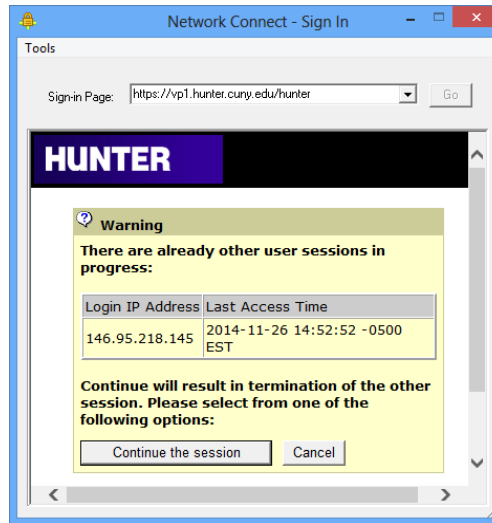 Network Connect - Sign In
Tools
Sign-in Page: https://vp1.hunter.cuny.edu/hunter Go
HUNTER
Warning
There are already other user sessions in
progress:
Login IP Address Last Access Time
146.95.218.145 2014-11-26 14:52:52 -0500
EST
Continue will result in termination of the other
session. Please select from one of the
following options:
Continue the session Cancel